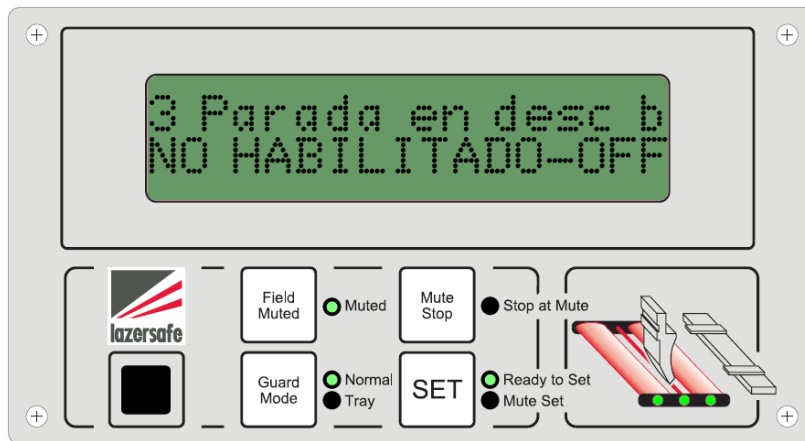 3 Parada en desc b
NO HABILITADO-OFF
lazersafe
Field Muted
Muted
Mute Stop
Stop at Mute
Guard Mode
Normal
Tray
SET
Ready to Set
Mute Set